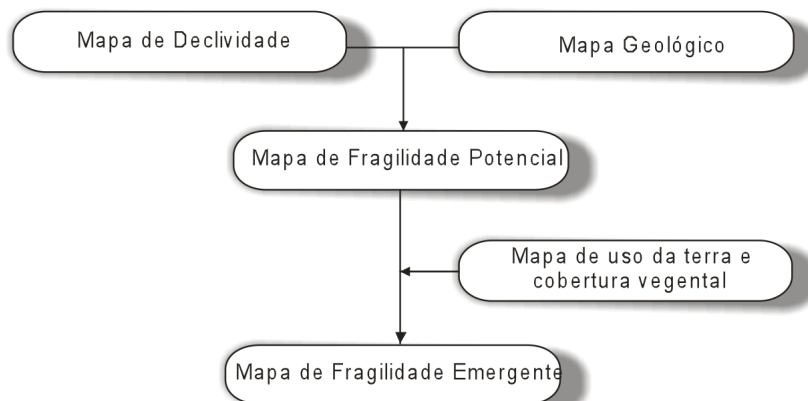 Mapa de Declividade
Mapa Geológico
Mapa de Fragilidade Potencial
Mapa de uso da terra e
cobertura vegental
Mapa de Fragilidade Emergente